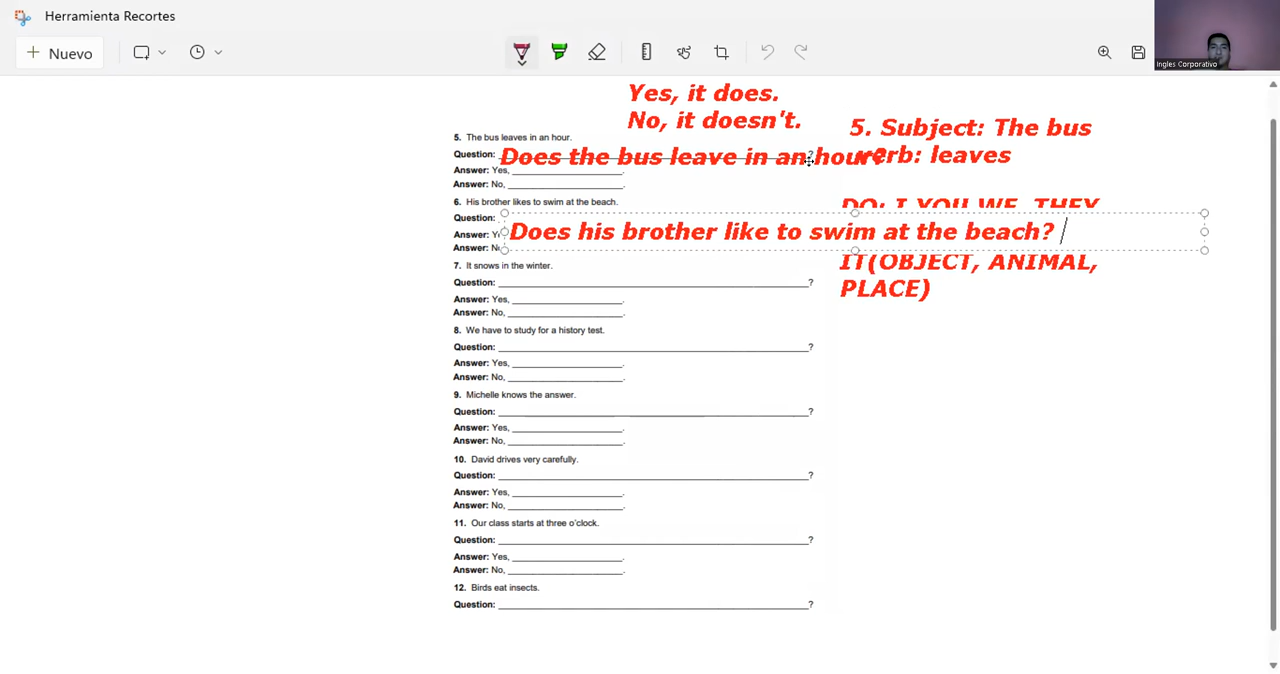 Herramienta Recortes
Nuevo
Ingles Corporativo
Yes, it does.
No, it doesn't.
5. Subject: The bus
verb: leaves
5. The bus leaves in an hour.
Question: ?
Does the bus leave in an hour?
Answer: Yes, .
Answer: No, .
6. His brother likes to swim at the beach.
DO: I YOU WE, THEY
Question:
Does his brother like to swim at the beach?
Answer:
Answer:
IT(OBJECT, ANIMAL,
PLACE)
7. It snows in the winter.
Question: ?
Answer: Yes, .
Answer: No, .
8. We have to study for a history test.
Question: ?
Answer: Yes, .
Answer: No, .
9. Michelle knows the answer.
Question: ?
Answer: Yes, .
Answer: No, .
10. David drives very carefully.
Question: ?
Answer: Yes, .
Answer: No, .
11. Our class starts at three o'clock.
Question: ?
Answer: Yes, .
Answer: No, .
12. Birds eat insects.
Question: ?